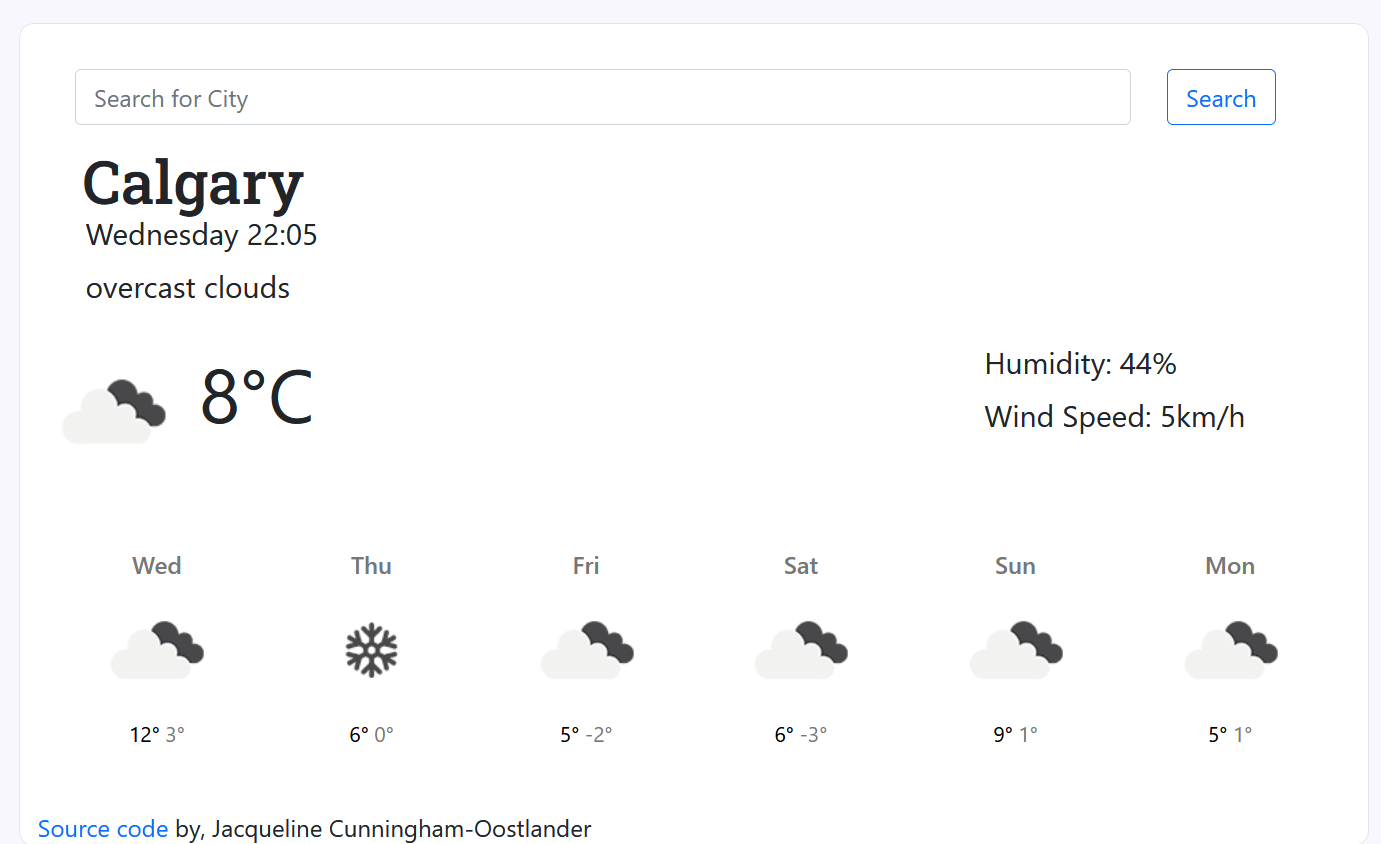 Search for City
Search
Calgary
Wednesday 22:05
overcast clouds
8°C
Humidity: 44%
Wind Speed: 5km/h
Wed Thu Fri Sat Sun Mon
12° 3° 6° 0° 5° -2° 6° -3° 9° 1° 5° 1°
Source code by, Jacqueline Cunningham-Oostlander